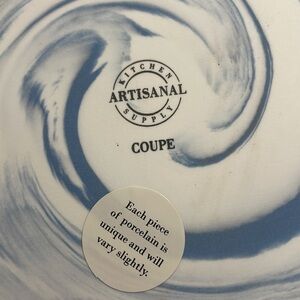 KITCHEN
ARTISANAL
SUPPLY
COUPE
Each piece
of porcelain is
unique and will
vary slightly.